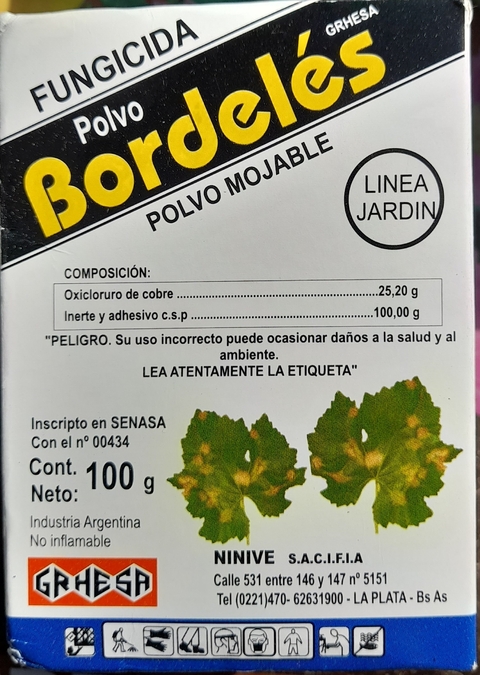 GRHESA
FUNGICIDA
Polvo
Bordelés
POLVO MOJABLE
LINEA
JARDIN
COMPOSICIÓN:
Oxicloruro de cobre ....................................................25,20 g
Inerte y adhesivo c.s.p ...............................................100,00 g
"PELIGRO. Su uso incorrecto puede ocasionar daños a la salud y al
ambiente.
LEA ATENTAMENTE LA ETIQUETA"
Inscripto en SENASA
Con el nº 00434
Cont. Neto: 100 g
Industria Argentina
No inflamable
GRHESA
NINIVE S.A.C.I.F.I.A
Calle 531 entre 146 y 147 nº 5151
Tel (0221)470- 62631900 - LA PLATA - Bs As